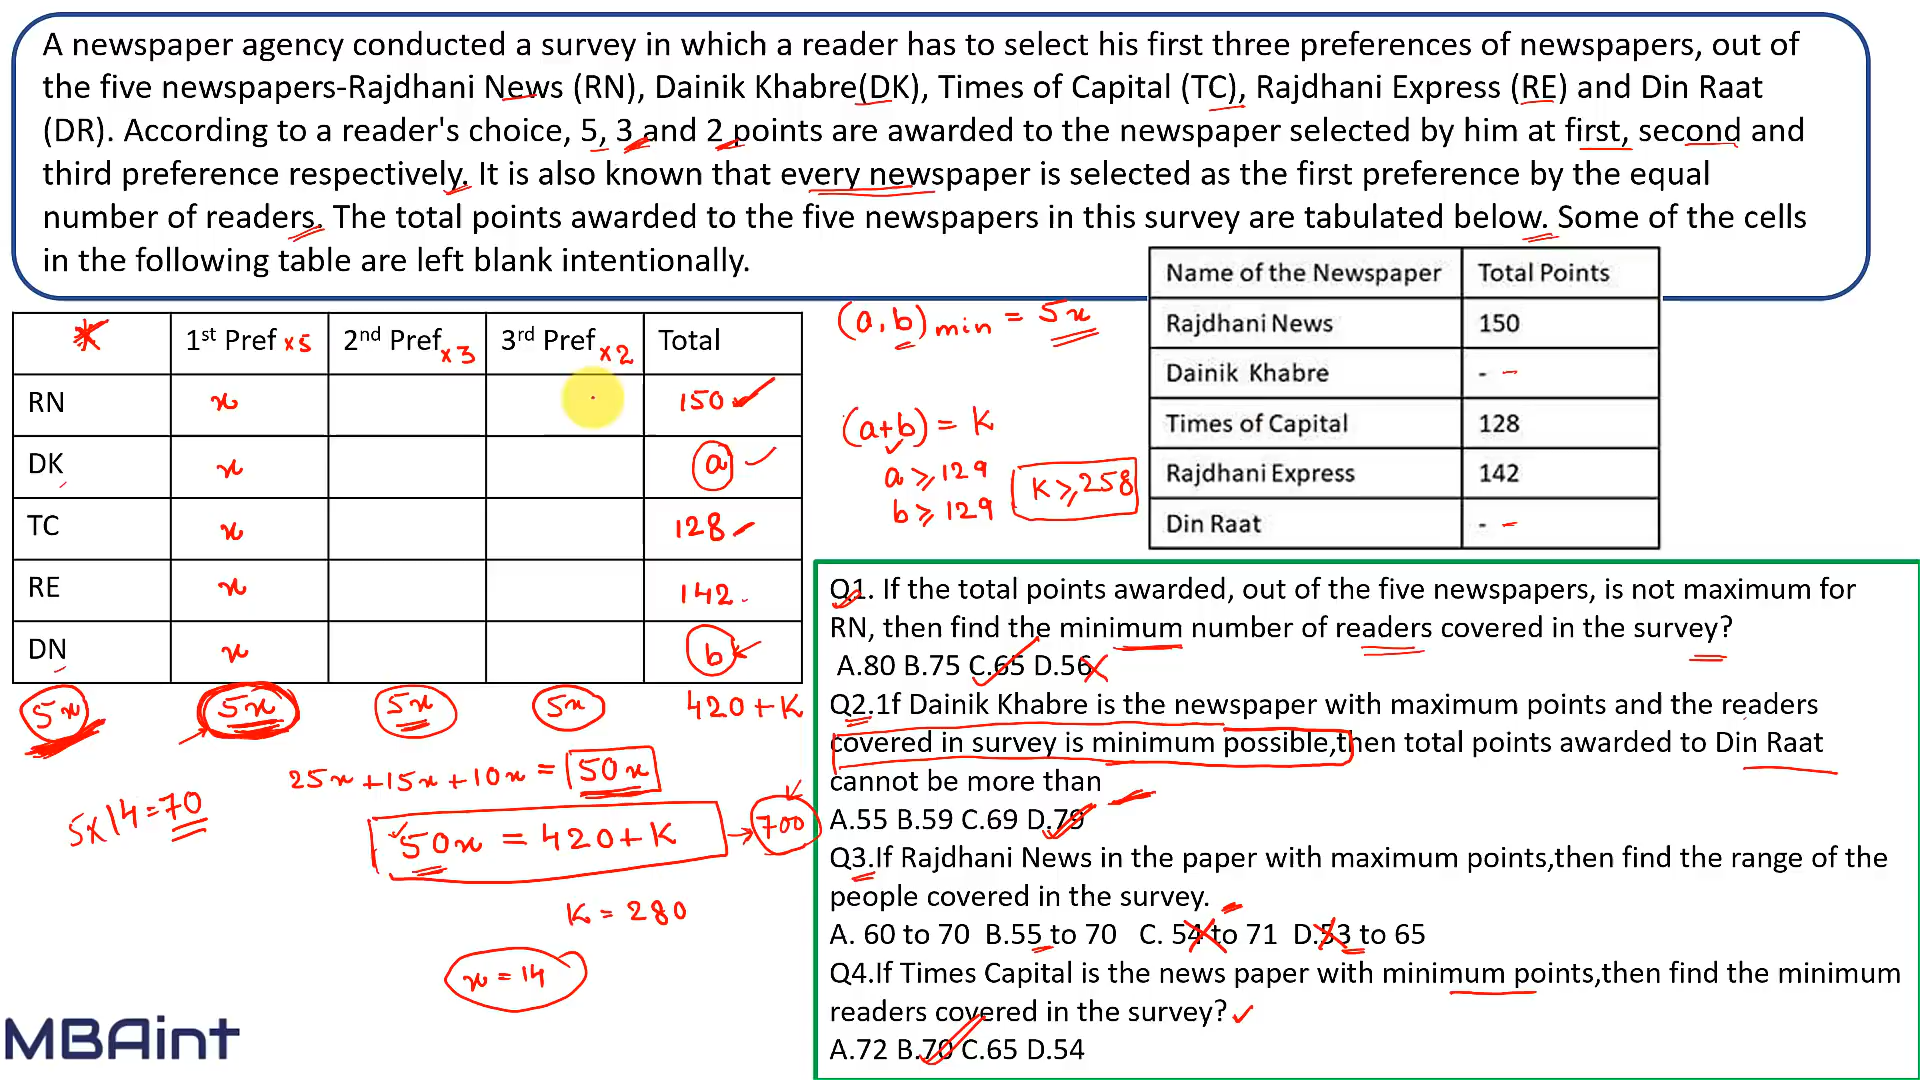 A newspaper agency conducted a survey in which a reader has to select his first three preferences of newspapers, out of
the five newspapers-Rajdhani News (RN), Dainik Khabre(DK), Times of Capital (TC), Rajdhani Express (RE) and Din Raat
(DR). According to a reader's choice, 5, 3 and 2 points are awarded to the newspaper selected by him at first, second and
third preference respectively. It is also known that every newspaper is selected as the first preference by the equal
number of readers. The total points awarded to the five newspapers in this survey are tabulated below. Some of the cells
in the following table are left blank intentionally.
Name of the Newspaper Total Points
Rajdhani News 150
Dainik Khabre - -
Times of Capital 128
Rajdhani Express 142
Din Raat - -
* 1st Pref ×5 2nd Pref ×3 3rd Pref ×2 Total
RN x 150
DK x a
TC x 128
RE x 142
DN x b
5x 5x 5x 5x 420+K
(a,b) min = 5x
(a+b) = K
a ⩾ 129
b ⩾ 129
K ⩾ 258
25x+15x+10x = 50x
5x14=70
50x = 420+K → 700
K = 280
x = 14
Q1. If the total points awarded, out of the five newspapers, is not maximum for
RN, then find the minimum number of readers covered in the survey?
A.80 B.75 C.65 D.56
Q2.1f Dainik Khabre is the newspaper with maximum points and the readers
covered in survey is minimum possible,then total points awarded to Din Raat
cannot be more than
A.55 B.59 C.69 D.79
Q3.If Rajdhani News in the paper with maximum points,then find the range of the
people covered in the survey.
A. 60 to 70 B.55 to 70 C. 54 to 71 D.53 to 65
Q4.If Times Capital is the news paper with minimum points,then find the minimum
readers covered in the survey?
A.72 B.70 C.65 D.54
MBAint